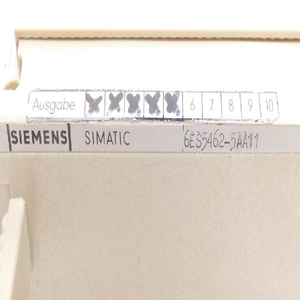 Ausgabe 6 7 8 9 10
SIEMENS SIMATIC 6ES5462-5AA11